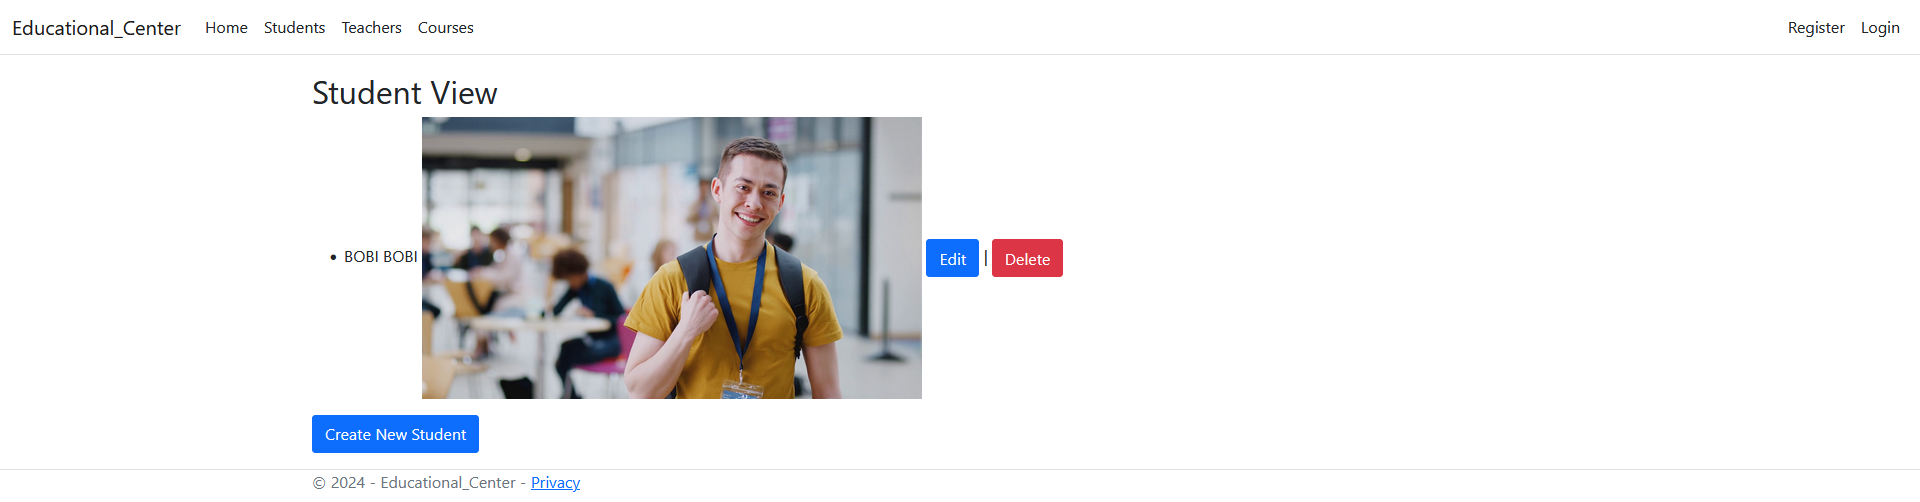 Educational_Center Home Students Teachers Courses Register Login
Student View
• BOBI BOBI Edit | Delete
Create New Student
© 2024 - Educational_Center - Privacy